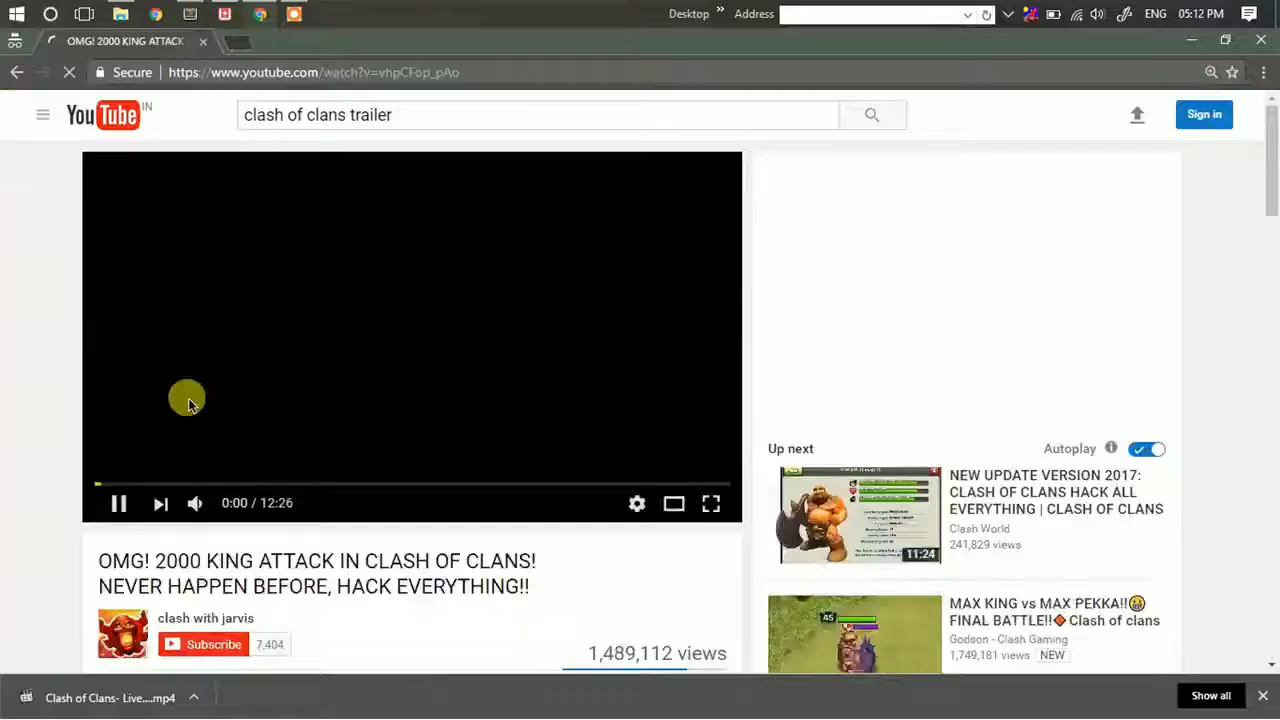 Desktop » Address ENG 05:12 PM
OMG! 2000 KING ATTACK
Secure https://www.youtube.com/watch?v=vhpCFop_pAo
YouTube IN
clash of clans trailer
Sign in
Up next
Autoplay
NEW UPDATE VERSION 2017:
CLASH OF CLANS HACK ALL
EVERYTHING | CLASH OF CLANS
Clash World
241,829 views
11:24
0:00 / 12:26
OMG! 2000 KING ATTACK IN CLASH OF CLANS!
NEVER HAPPEN BEFORE, HACK EVERYTHING!!
clash with jarvis
Subscribe 7,404
1,489,112 views
45
MAX KING vs MAX PEKKA!!😁
FINAL BATTLE!!♦️ Clash of clans
Godson - Clash Gaming
1,749,181 views NEW
Clash of Clans- Live....mp4
Show all